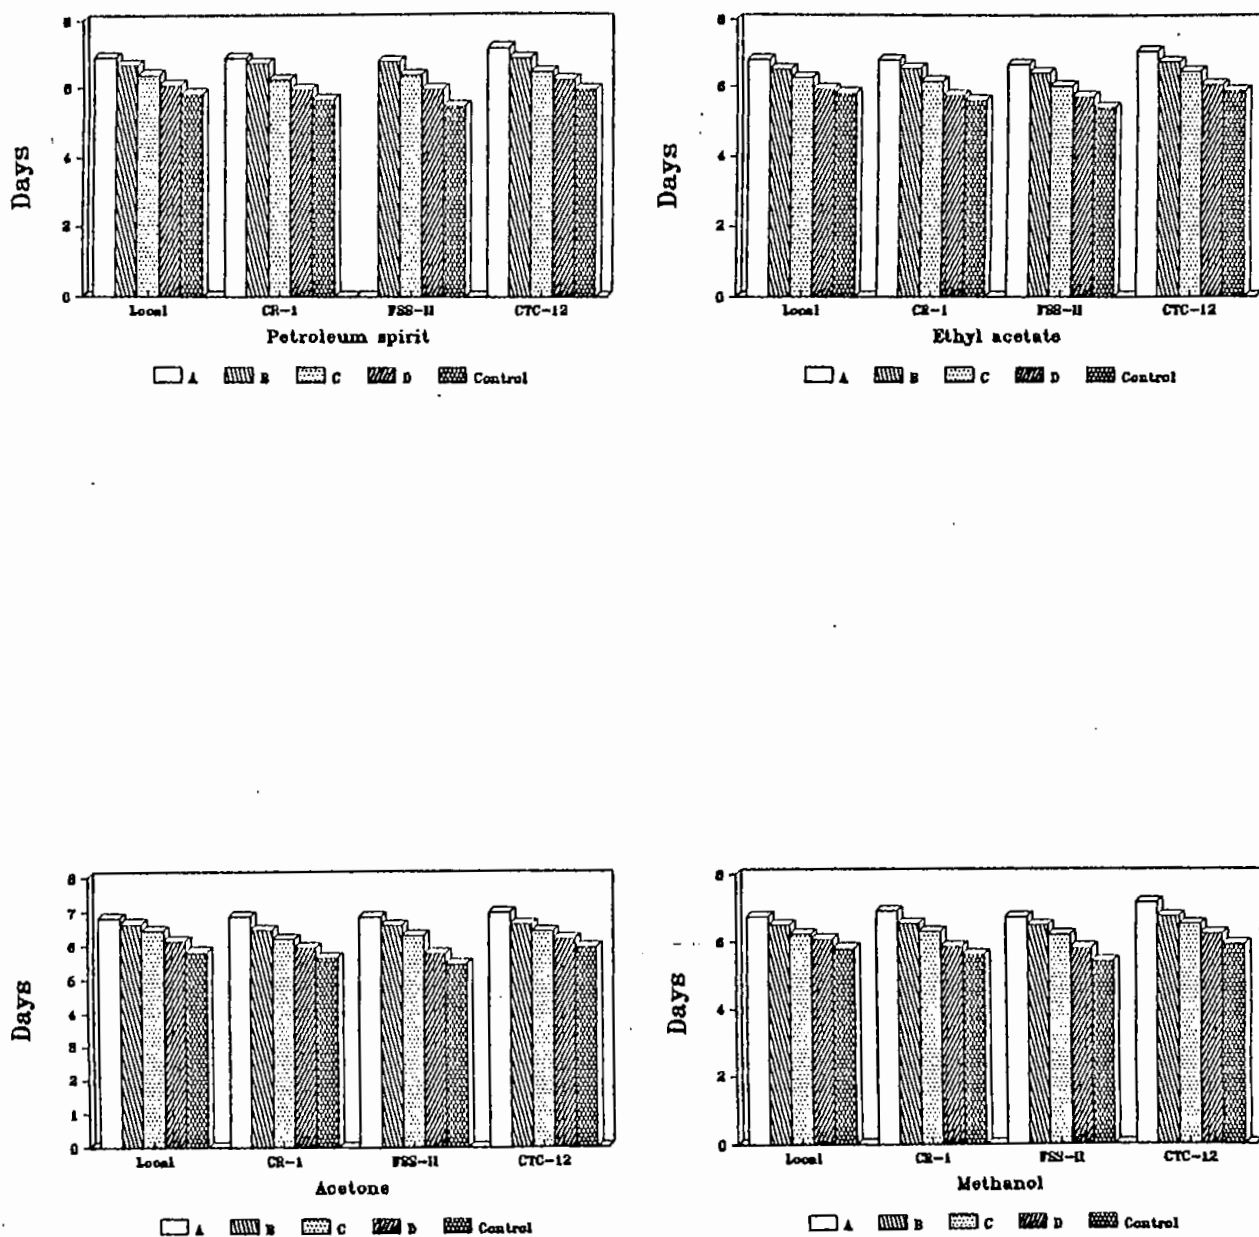 8
6
4
2
0
Days
Local CR-1 FSS-II CTC-12
Petroleum spirit
A B C D Control
8
6
4
2
0
Days
Local CR-1 FSS-II CTC-12
Ethyl acetate
A B C D Control
8
7
6
5
4
3
2
1
0
Days
Local CR-1 FSS-II CTC-12
Acetone
A B C D Control
8
6
4
2
0
Days
Local CR-1 FSS-II CTC-12
Methanol
A B C D Control